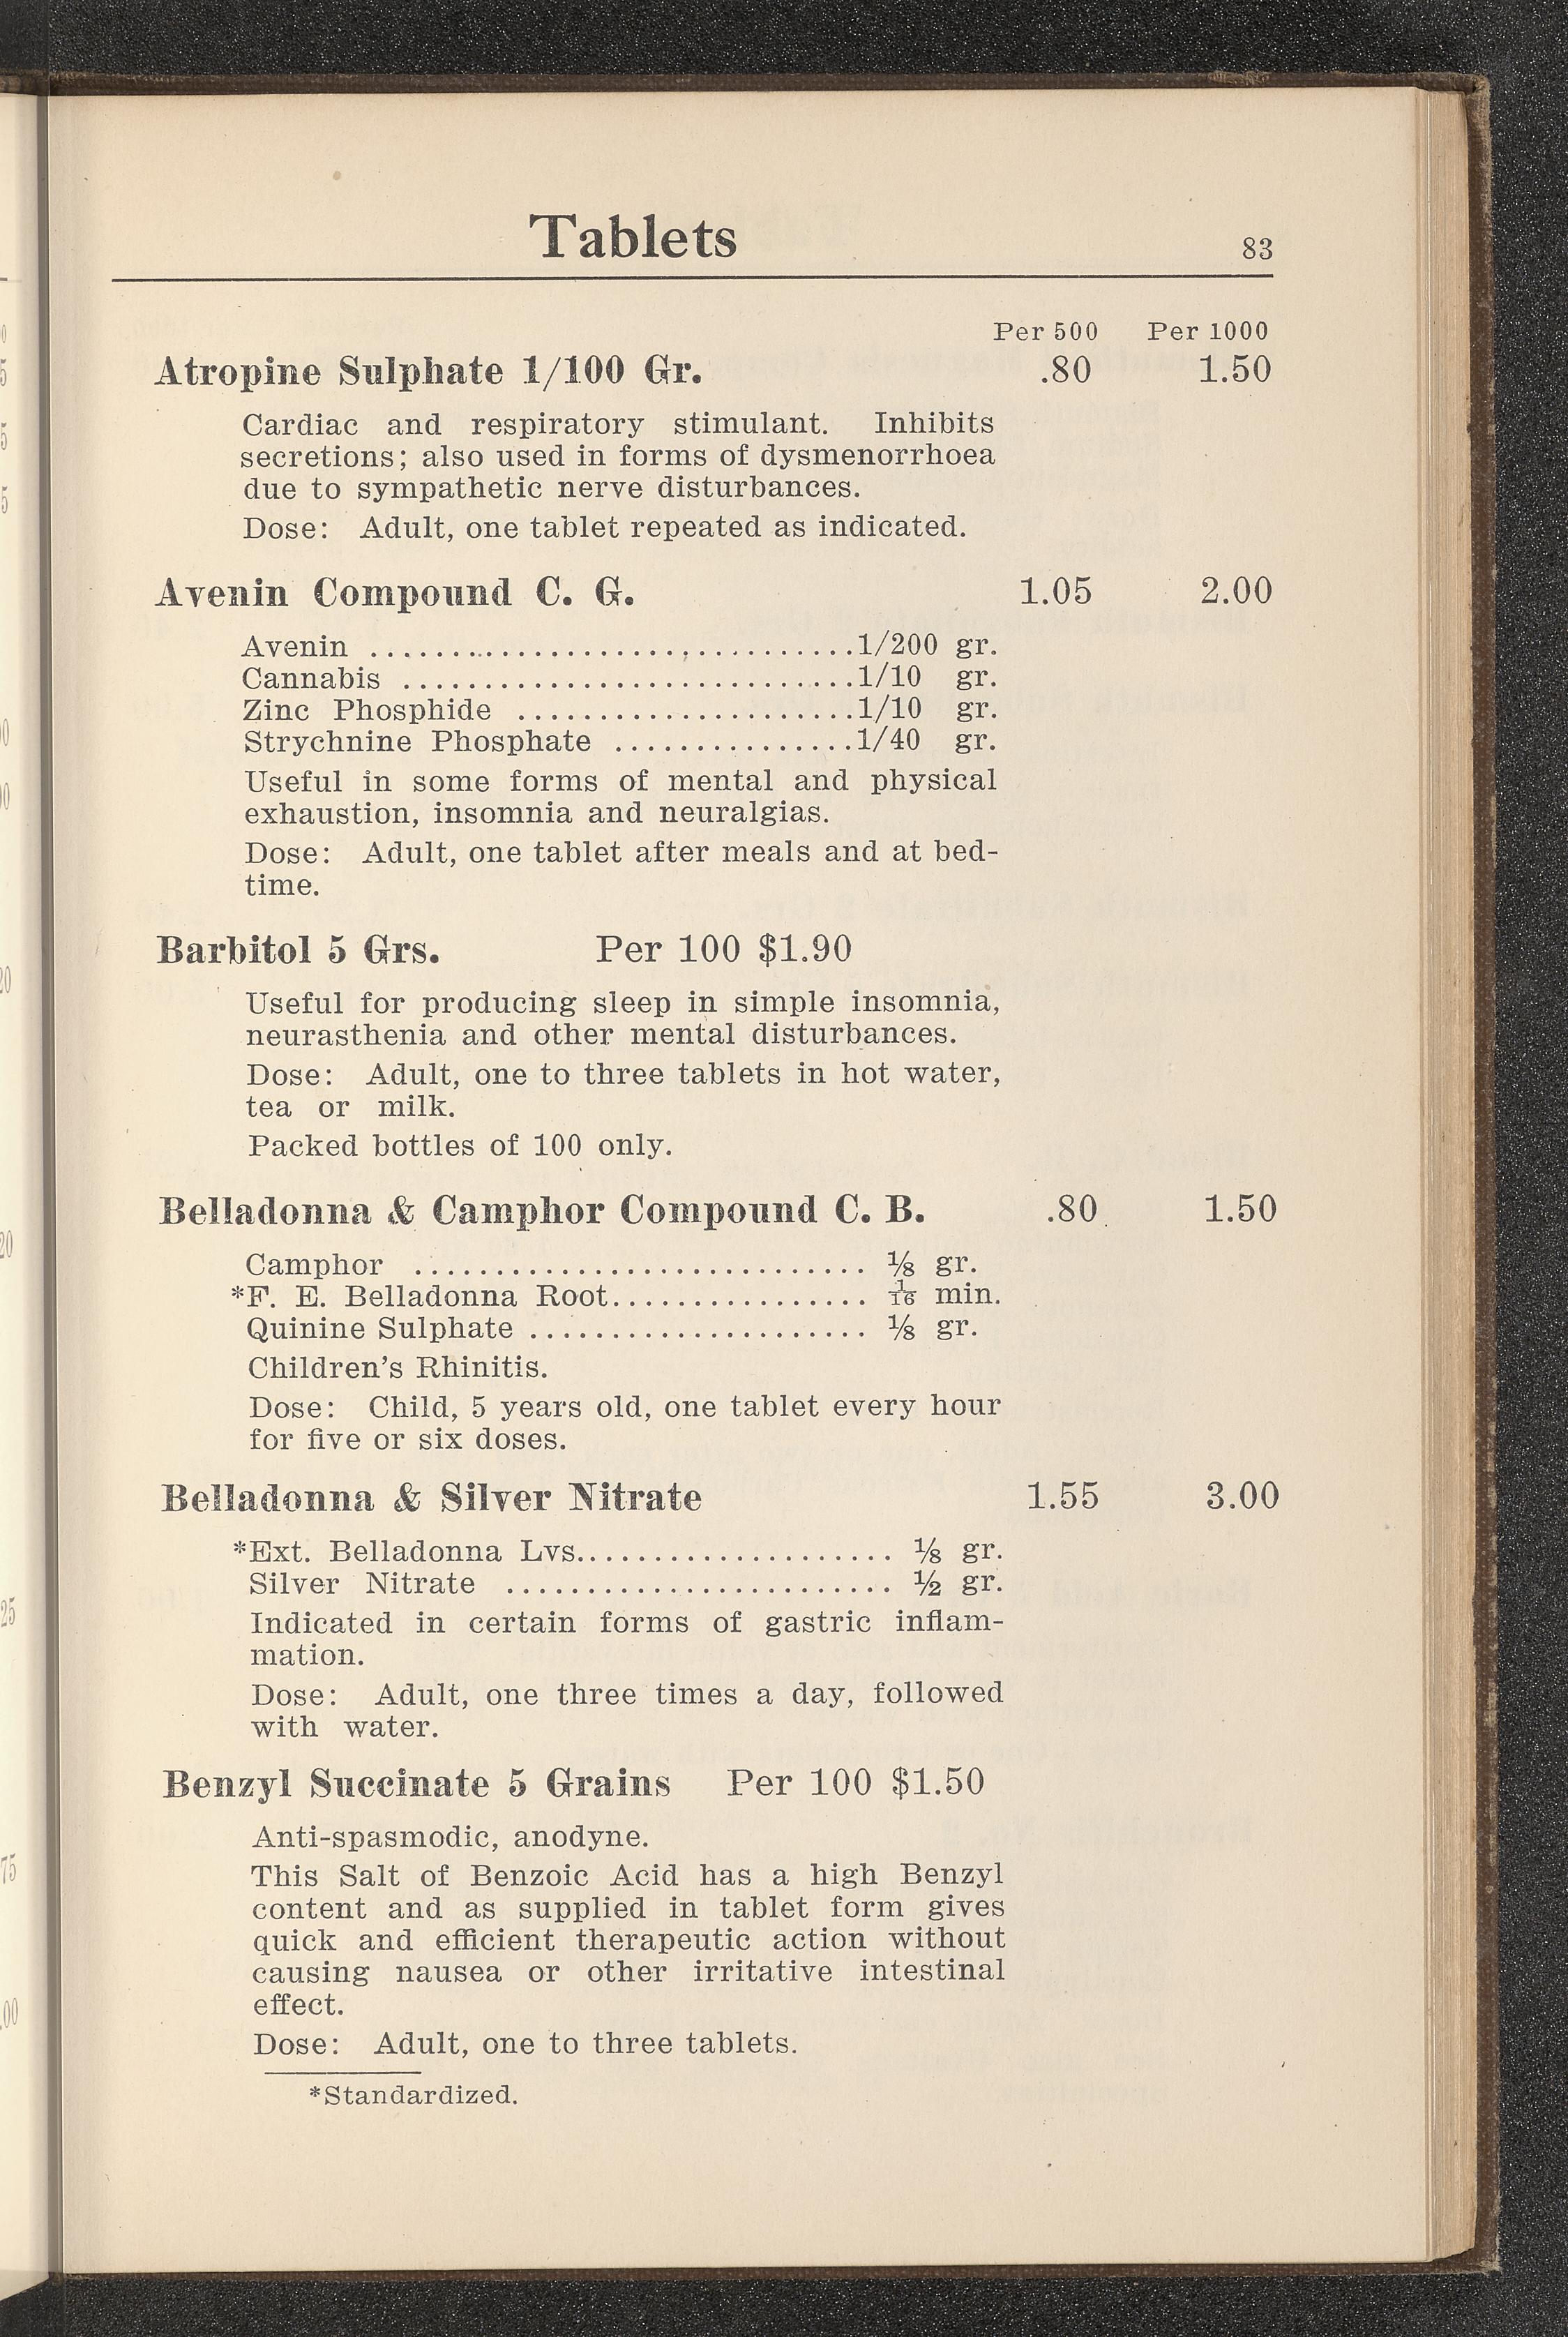 Tablets 83
Per 500 Per 1000
Atropine Sulphate 1/100 Gr. .80 1.50
Cardiac and respiratory stimulant. Inhibits
secretions; also used in forms of dysmenorrhoea
due to sympathetic nerve disturbances.
Dose: Adult, one tablet repeated as indicated.
Avenin Compound C. G. 1.05 2.00
Avenin ..............................1/200 gr.
Cannabis ............................1/10 gr.
Zinc Phosphide .....................1/10 gr.
Strychnine Phosphate ...............1/40 gr.
Useful in some forms of mental and physical
exhaustion, insomnia and neuralgias.
Dose: Adult, one tablet after meals and at bed-
time.
Barbitol 5 Grs. Per 100 $1.90
Useful for producing sleep in simple insomnia,
neurasthenia and other mental disturbances.
Dose: Adult, one to three tablets in hot water,
tea or milk.
Packed bottles of 100 only.
Belladonna & Camphor Compound C. B. .80 1.50
Camphor ............................ ⅛ gr.
*F. E. Belladonna Root................ 1/16 min.
Quinine Sulphate ..................... ⅛ gr.
Children's Rhinitis.
Dose: Child, 5 years old, one tablet every hour
for five or six doses.
Belladonna & Silver Nitrate 1.55 3.00
*Ext. Belladonna Lvs.................... ⅛ gr.
Silver Nitrate ........................ ½ gr.
Indicated in certain forms of gastric inflam-
mation.
Dose: Adult, one three times a day, followed
with water.
Benzyl Succinate 5 Grains Per 100 $1.50
Anti-spasmodic, anodyne.
This Salt of Benzoic Acid has a high Benzyl
content and as supplied in tablet form gives
quick and efficient therapeutic action without
causing nausea or other irritative intestinal
effect.
Dose: Adult, one to three tablets.
*Standardized.